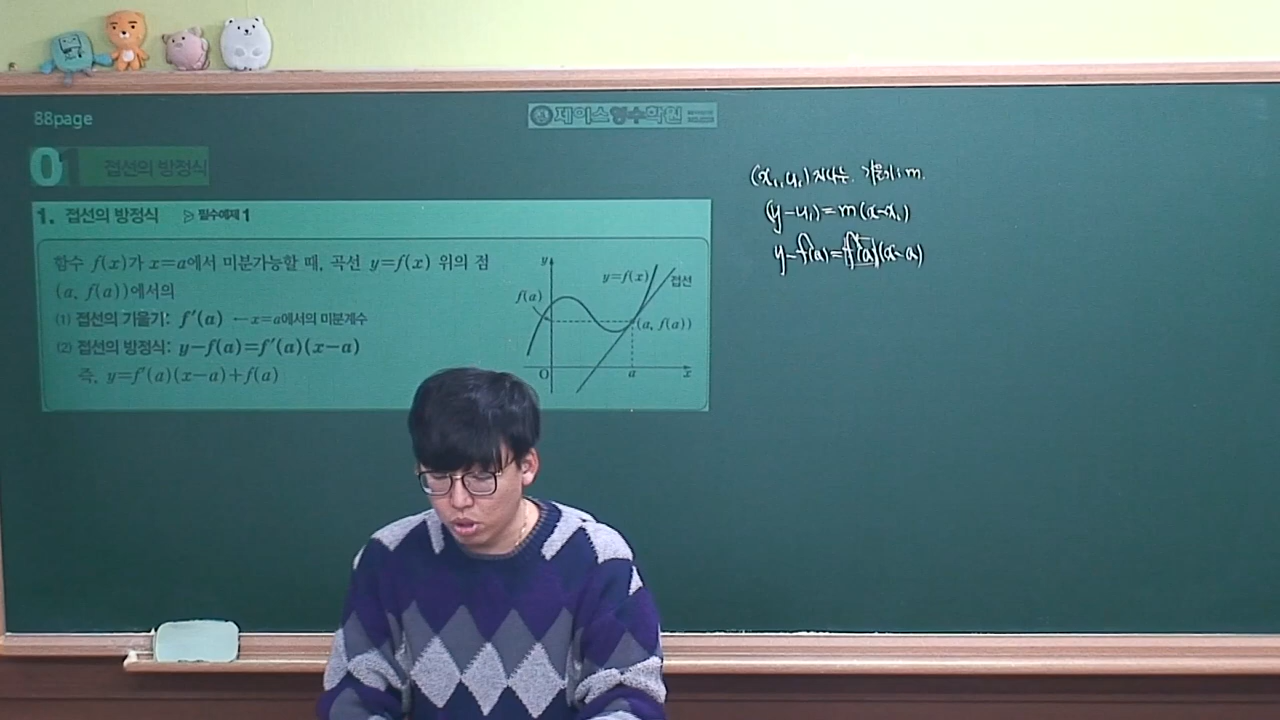 88page
제이스영수학원
01 접선의 방정식
1. 접선의 방정식 ▷ 필수예제 1
함수 f(x)가 x=a에서 미분가능할 때, 곡선 y=f(x) 위의 점
(a, f(a))에서의
(1) 접선의 기울기: f′(a) ←x=a에서의 미분계수
(2) 접선의 방정식: y−f(a)=f′(a)(x−a)
즉, y=f′(a)(x−a)+f(a)
y
y=f(x)
접선
f(a)
(a, f(a))
O
a
x
(x₁, y₁) 지나는. 기울기: m.
(y−y₁)=m(x−x₁)
y−f(a)=f′(a)(x−a)